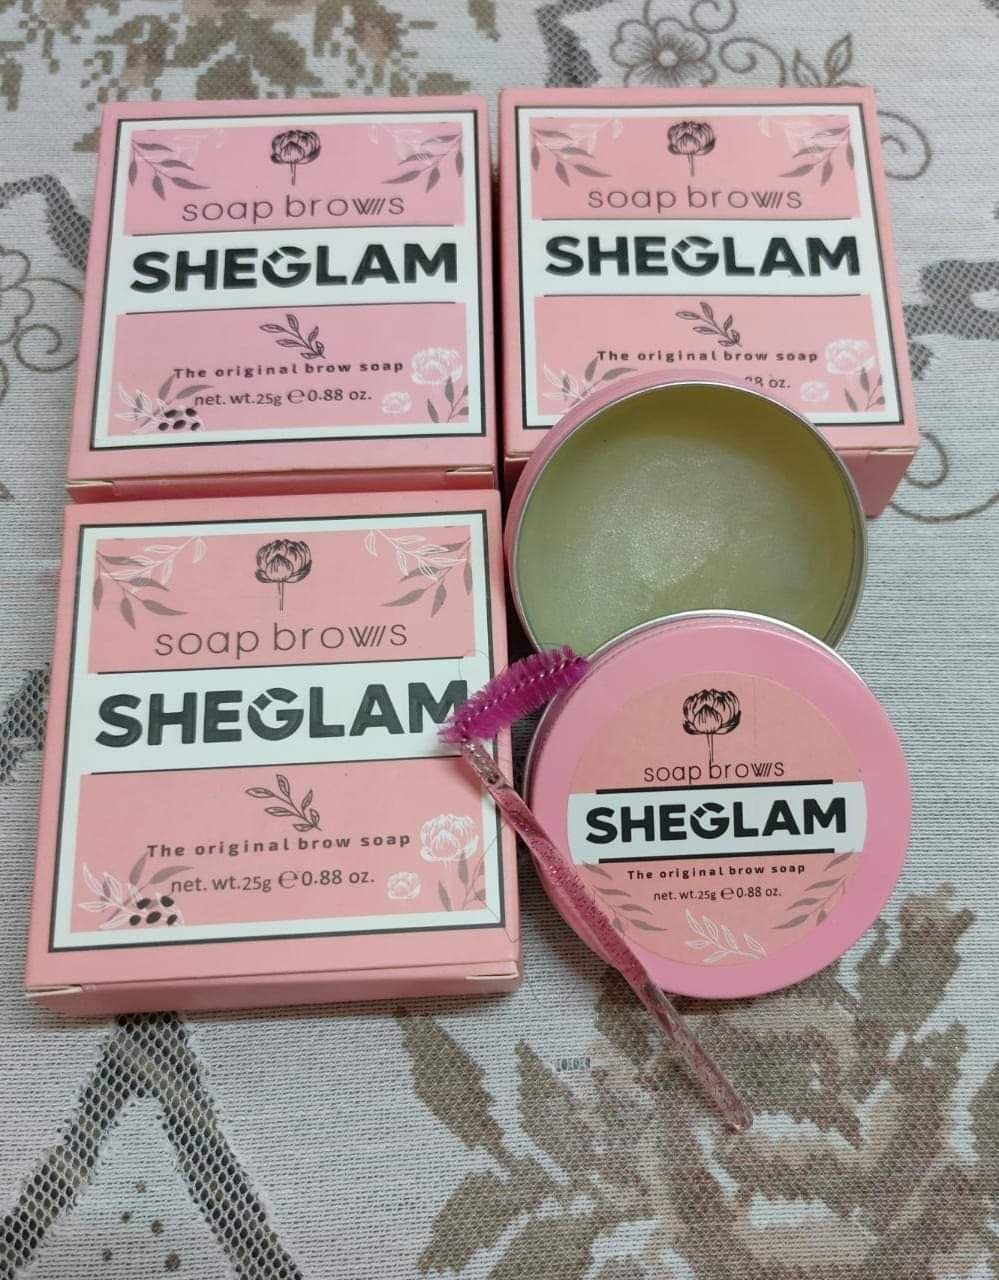 soap brows
SHEGLAM
The original brow soap
net. wt.25g ℮0.88 oz.
soap brows
SHEGLAM
The original brow soap
oz.
soap brows
SHEGLAM
The original brow soap
net. wt.25g ℮0.88 oz.
soap brows
SHEGLAM
The original brow soap
net. wt.25g ℮0.88 oz.